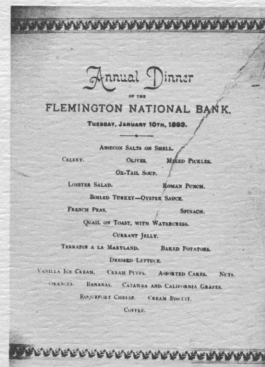 Annual Dinner
OF THE
FLEMINGTON NATIONAL BANK,
TUESDAY, JANUARY 10TH, 1893.
ABSECON SALTS ON SHELL.
CELERY. OLIVES. MIXED PICKLES.
OX-TAIL SOUP.
LOBSTER SALAD. ROMAN PUNCH.
BOILED TURKEY—OYSTER SAUCE.
FRENCH PEAS. SPINACH.
QUAIL ON TOAST, WITH WATERCRESS.
CURRANT JELLY.
TERRAPIN A LA MARYLAND. BAKED POTATOES.
DRESSED LETTUCE.
VANILLA ICE CREAM. CREAM PUFFS. ASSORTED CAKES. NUTS.
ORANGES. BANANAS. CATAWBA AND CALIFORNIA GRAPES.
ROQUEFORT CHEESE. CREAM BISCUIT.
COFFEE.